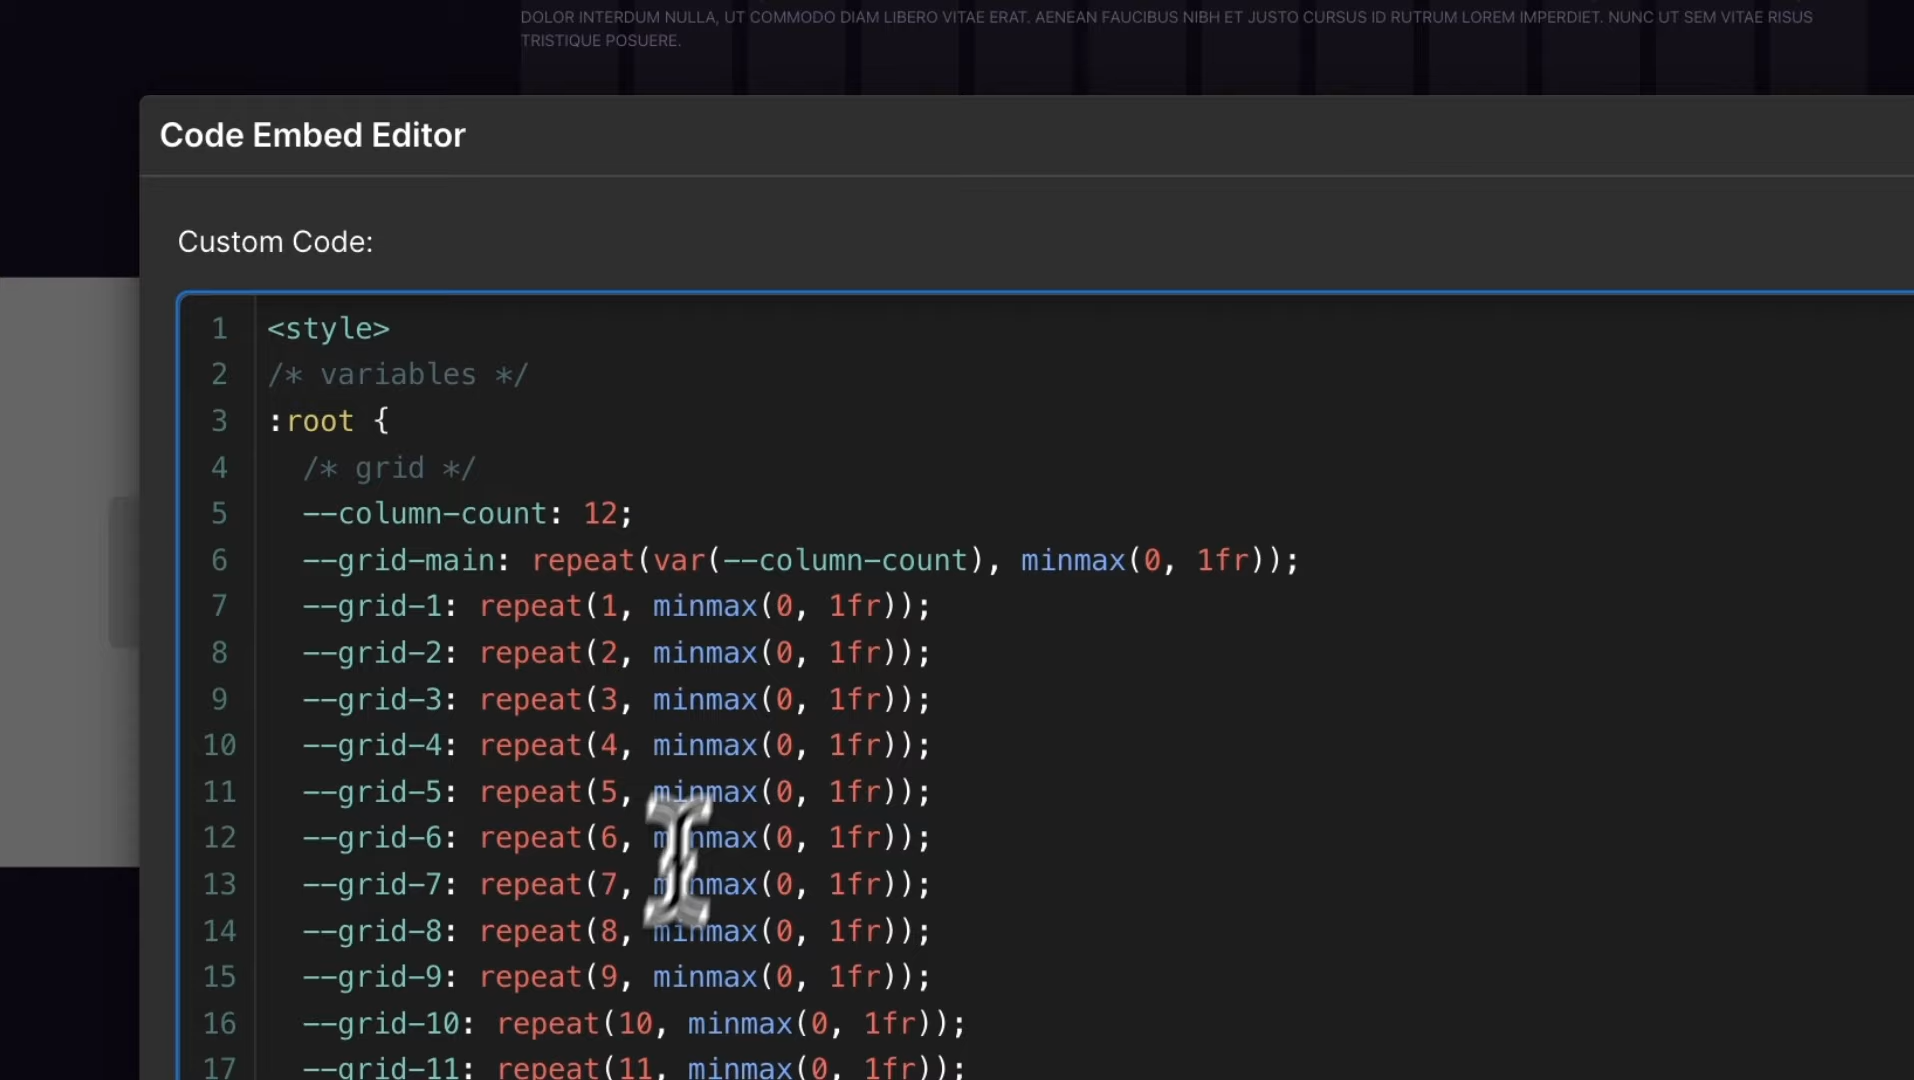 DOLOR INTERDUM NULLA, UT COMMODO DIAM LIBERO VITAE ERAT. AENEAN FAUCIBUS NIBH ET JUSTO CURSUS ID RUTRUM LOREM IMPERDIET. NUNC UT SEM VITAE RISUS
TRISTIQUE POSUERE.
Code Embed Editor
Custom Code:
1 <style>
2 /* variables */
3 :root {
4 /* grid */
5 --column-count: 12;
6 --grid-main: repeat(var(--column-count), minmax(0, 1fr));
7 --grid-1: repeat(1, minmax(0, 1fr));
8 --grid-2: repeat(2, minmax(0, 1fr));
9 --grid-3: repeat(3, minmax(0, 1fr));
10 --grid-4: repeat(4, minmax(0, 1fr));
11 --grid-5: repeat(5, minmax(0, 1fr));
12 --grid-6: repeat(6, minmax(0, 1fr));
13 --grid-7: repeat(7, minmax(0, 1fr));
14 --grid-8: repeat(8, minmax(0, 1fr));
15 --grid-9: repeat(9, minmax(0, 1fr));
16 --grid-10: repeat(10, minmax(0, 1fr));
17 --grid-11: repeat(11, minmax(0, 1fr));